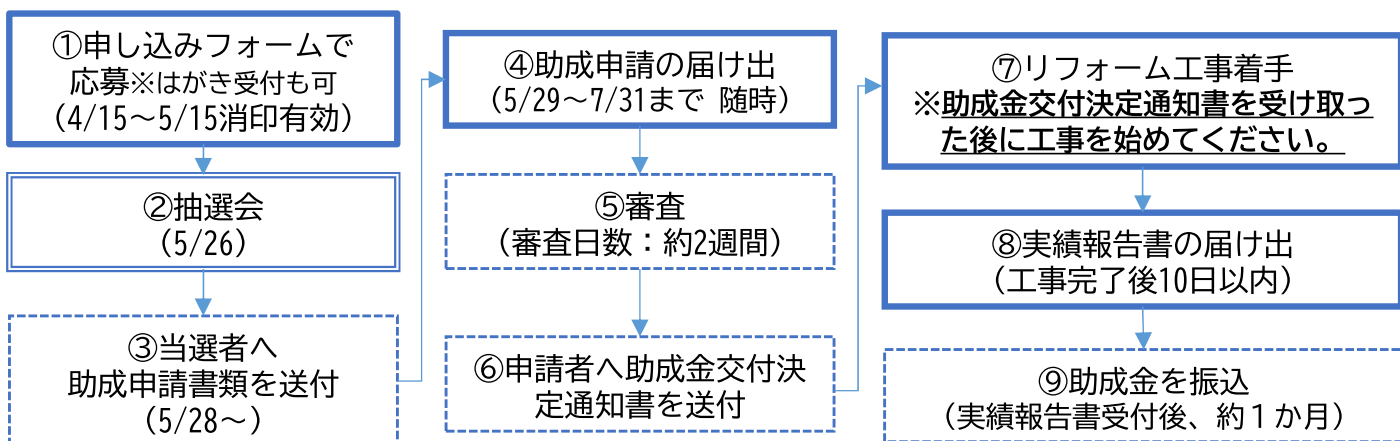 ①申し込みフォームで
応募※はがき受付も可
(4/15～5/15消印有効)
②抽選会
(5/26)
③当選者へ
助成申請書類を送付
(5/28～)
④助成申請の届け出
(5/29～7/31まで 随時)
⑤審査
(審査日数：約2週間)
⑥申請者へ助成金交付決
定通知書を送付
⑦リフォーム工事着手
※助成金交付決定通知書を受け取っ
た後に工事を始めてください。
⑧実績報告書の届け出
(工事完了後10日以内)
⑨助成金を振込
(実績報告書受付後、約１か月)